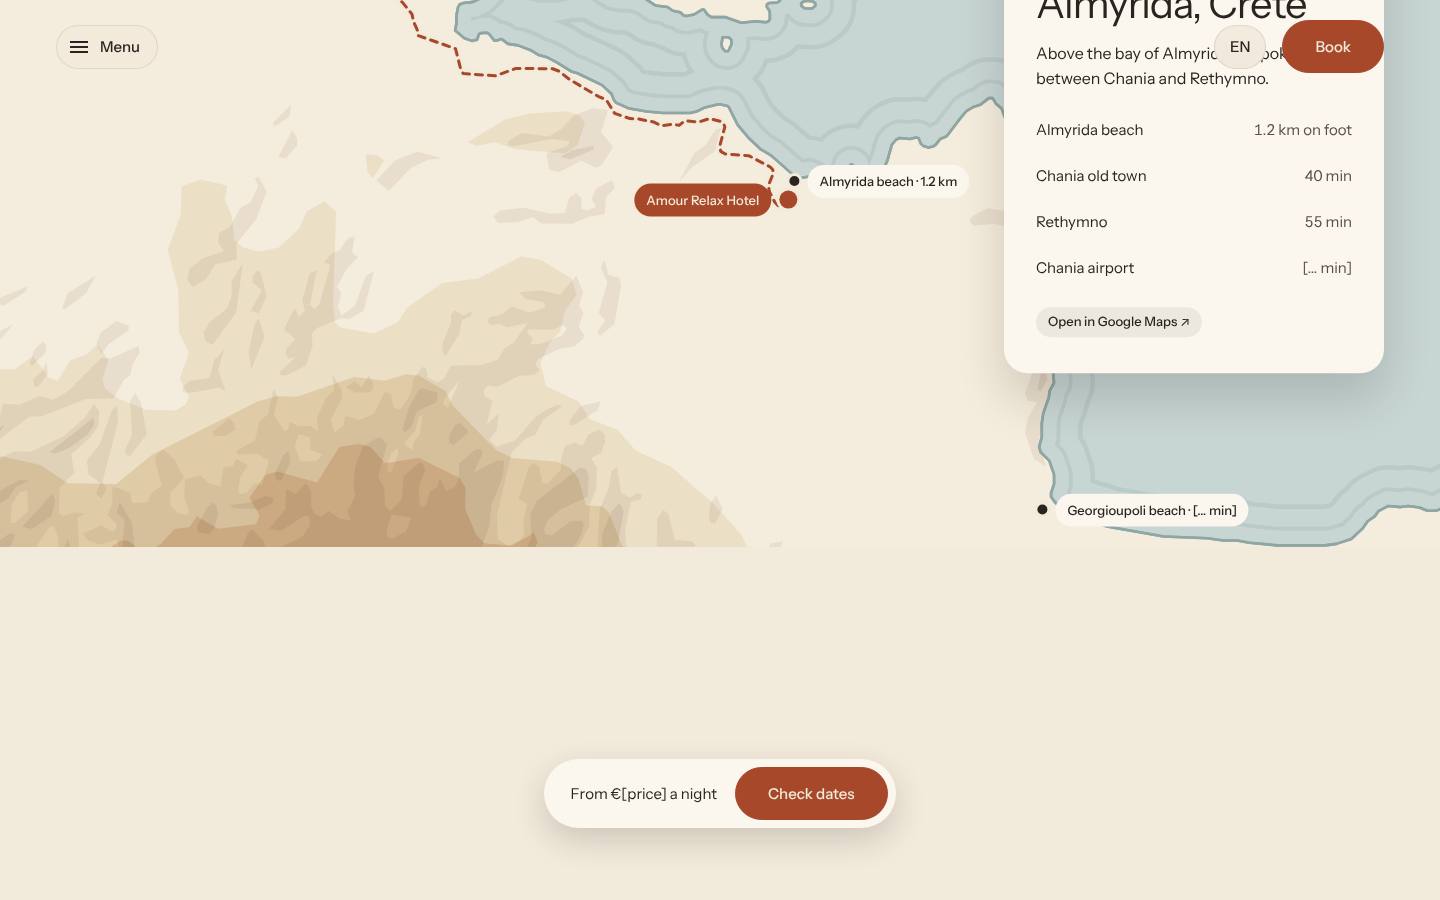 Menu
Almyrida, Crete
EN
Book
Above the bay of
between Chania and Rethymno.
Almyrida beach
1.2 km on foot
Chania old town
40 min
Rethymno
55 min
Chania airport
[... min]
Open in Google Maps ↗
Almyrida beach · 1.2 km
Amour Relax Hotel
Georgioupoli beach · [... min]
From €[price] a night
Check dates